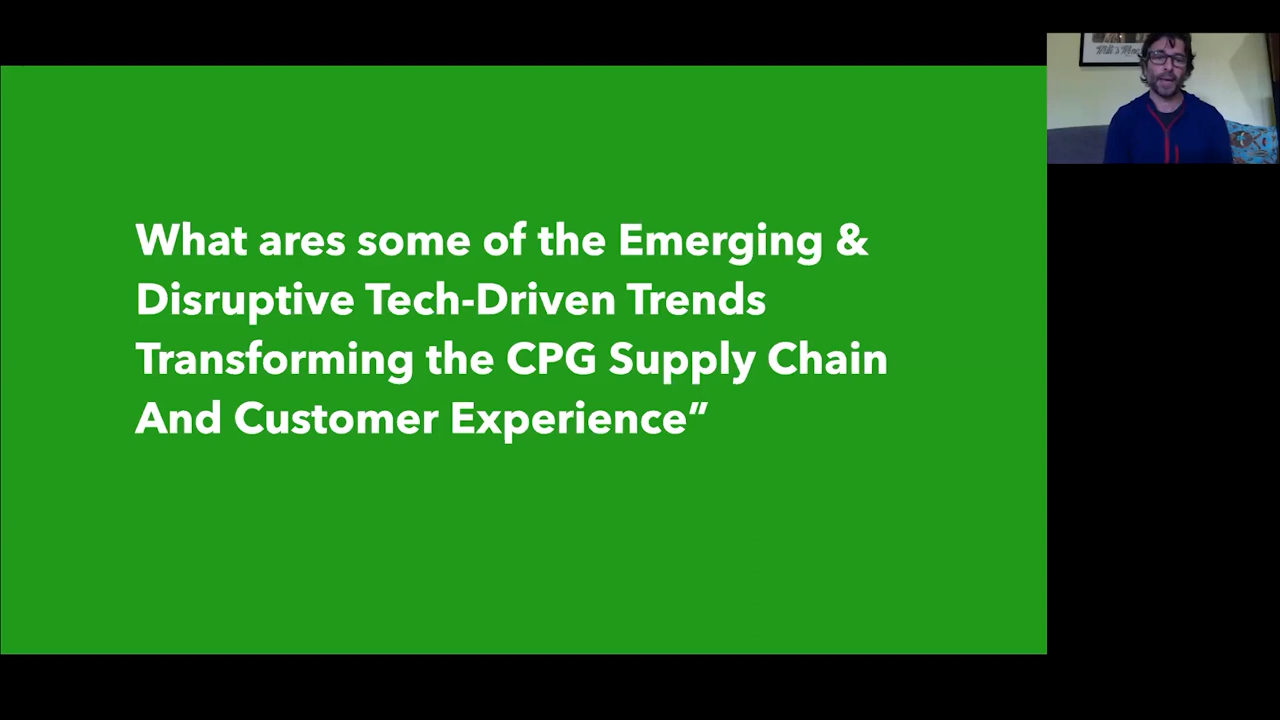 What ares some of the Emerging &
Disruptive Tech-Driven Trends
Transforming the CPG Supply Chain
And Customer Experience”